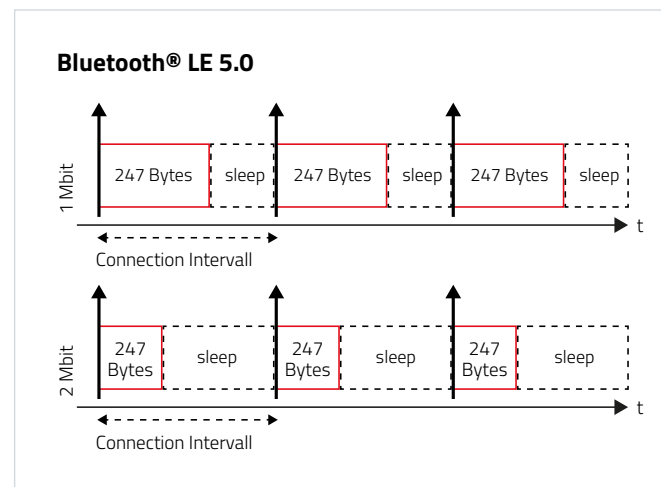 Bluetooth® LE 5.0
1 Mbit
247 Bytes
sleep
247 Bytes
sleep
247 Bytes
sleep
t
Connection Intervall
2 Mbit
247
Bytes
sleep
247
Bytes
sleep
247
Bytes
sleep
t
Connection Intervall